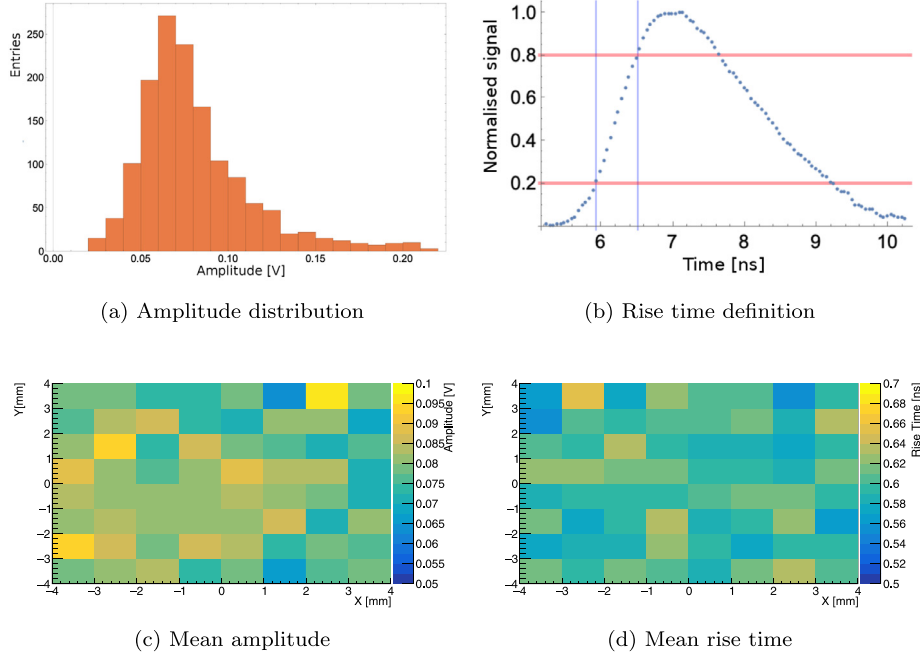 Entries
250
200
150
100
50
0
0.00 0.05 0.10 0.15 0.20
Amplitude [V]
Normalised signal
1.0
0.8
0.6
0.4
0.2
6 7 8 9 10
Time [ns]
(a) Amplitude distribution
(b) Rise time definition
Y[mm]
4
3
2
1
0
−1
−2
−3
−4
−4 −3 −2 −1 0 1 2 3 4
X [mm]
0.1
0.095
0.09
0.085
0.08
0.075
0.07
0.065
0.06
0.055
0.05
Amplitude [V]
Y[mm]
4
3
2
1
0
−1
−2
−3
−4
−4 −3 −2 −1 0 1 2 3 4
X [mm]
0.7
0.68
0.66
0.64
0.62
0.6
0.58
0.56
0.54
0.52
0.5
Rise Time [ns]
(c) Mean amplitude
(d) Mean rise time